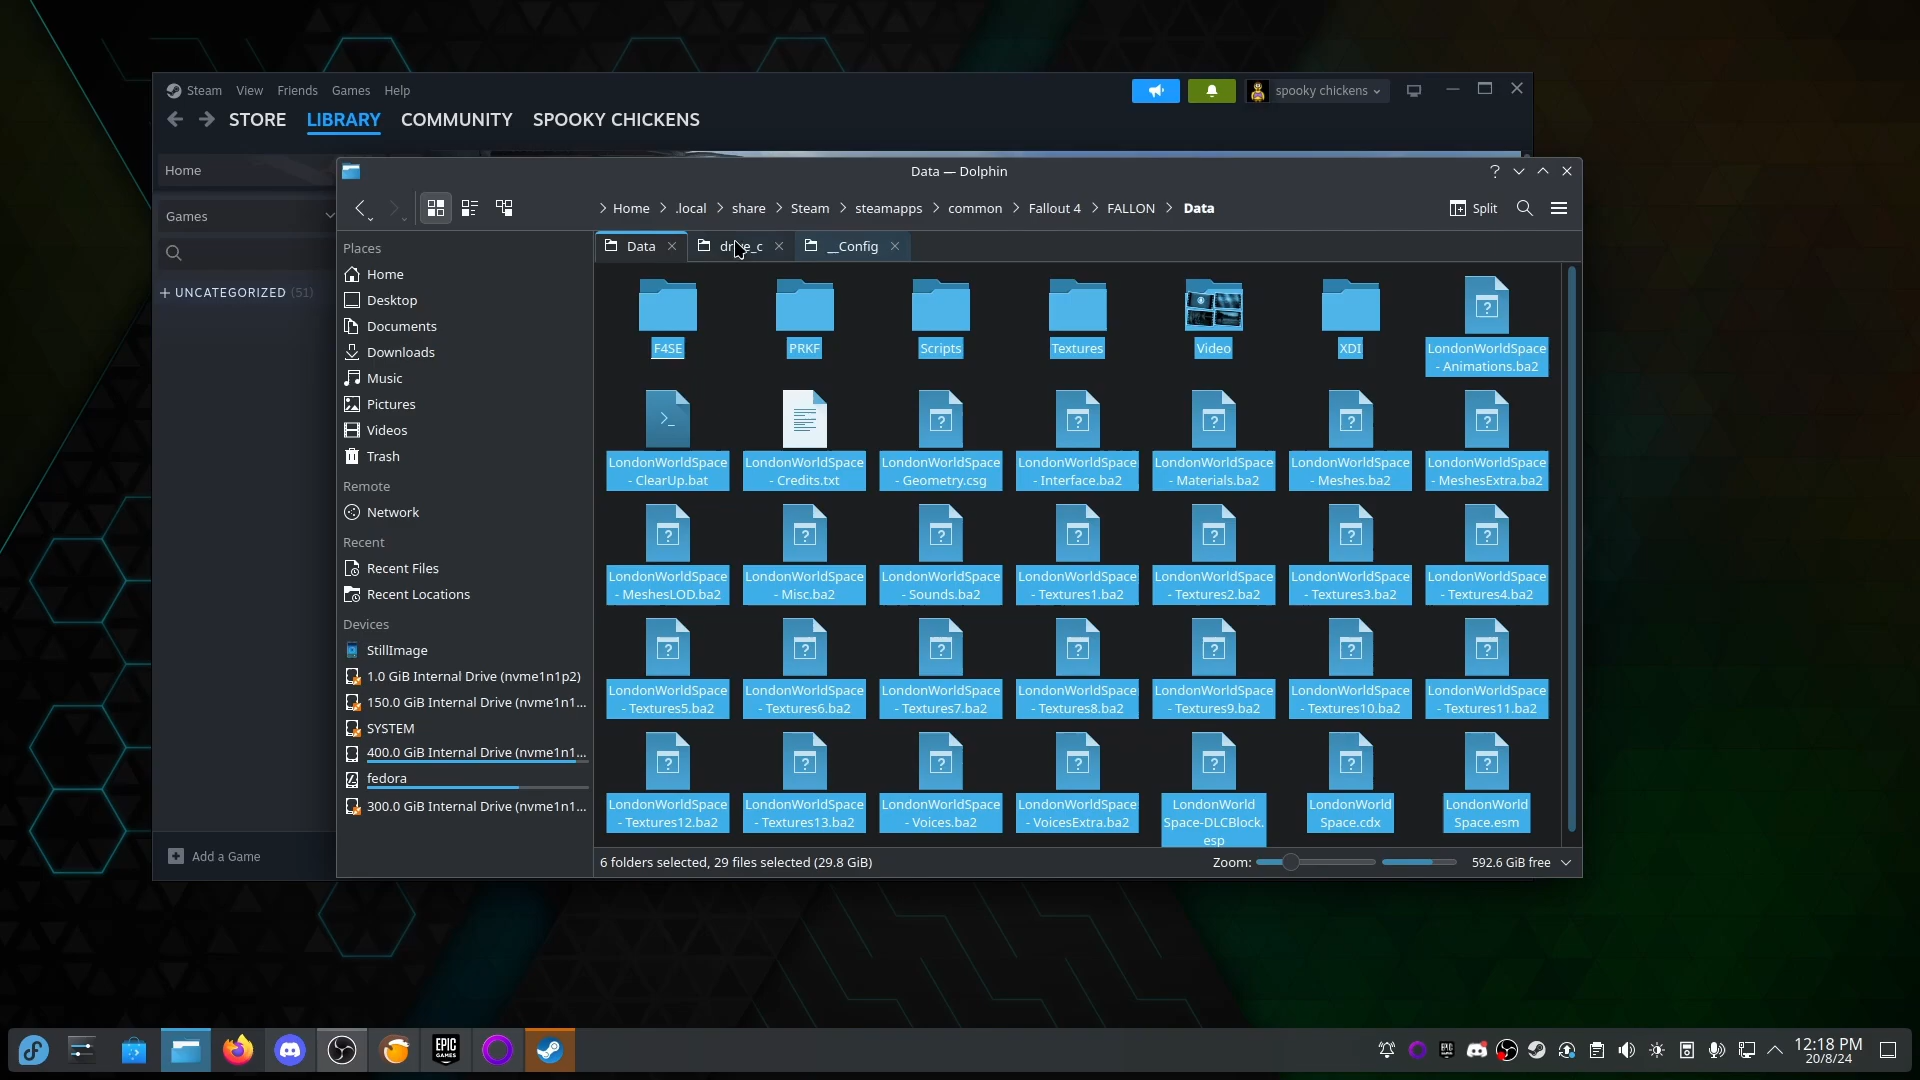 Steam View Friends Games Help
spooky chickens
STORE LIBRARY COMMUNITY SPOOKY CHICKENS
Home
Games
+ UNCATEGORIZED (51)
Add a Game
Data — Dolphin
> Home > .local > share > Steam > steamapps > common > Fallout 4 > FALLON > Data
Split
Places
Home
Desktop
Documents
Downloads
Music
Pictures
Videos
Trash
Remote
Network
Recent
Recent Files
Recent Locations
Devices
StillImage
1.0 GiB Internal Drive (nvme1n1p2)
150.0 GiB Internal Drive (nvme1n1...
SYSTEM
400.0 GiB Internal Drive (nvme1n1...
fedora
300.0 GiB Internal Drive (nvme1n1...
Data drive_c __Config
F4SE PRKF Scripts Textures Video XDI
LondonWorldSpace
- Animations.ba2
LondonWorldSpace
- ClearUp.bat
LondonWorldSpace
- Credits.txt
LondonWorldSpace
- Geometry.csg
LondonWorldSpace
- Interface.ba2
LondonWorldSpace
- Materials.ba2
LondonWorldSpace
- Meshes.ba2
LondonWorldSpace
- MeshesExtra.ba2
LondonWorldSpace
- MeshesLOD.ba2
LondonWorldSpace
- Misc.ba2
LondonWorldSpace
- Sounds.ba2
LondonWorldSpace
- Textures1.ba2
LondonWorldSpace
- Textures2.ba2
LondonWorldSpace
- Textures3.ba2
LondonWorldSpace
- Textures4.ba2
LondonWorldSpace
- Textures5.ba2
LondonWorldSpace
- Textures6.ba2
LondonWorldSpace
- Textures7.ba2
LondonWorldSpace
- Textures8.ba2
LondonWorldSpace
- Textures9.ba2
LondonWorldSpace
- Textures10.ba2
LondonWorldSpace
- Textures11.ba2
LondonWorldSpace
- Textures12.ba2
LondonWorldSpace
- Textures13.ba2
LondonWorldSpace
- Voices.ba2
LondonWorldSpace
- VoicesExtra.ba2
LondonWorld
Space-DLCBlock.
esp
LondonWorld
Space.cdx
LondonWorld
Space.esm
6 folders selected, 29 files selected (29.8 GiB)
Zoom:
592.6 GiB free
EPIC
GAMES
12:18 PM
20/8/24